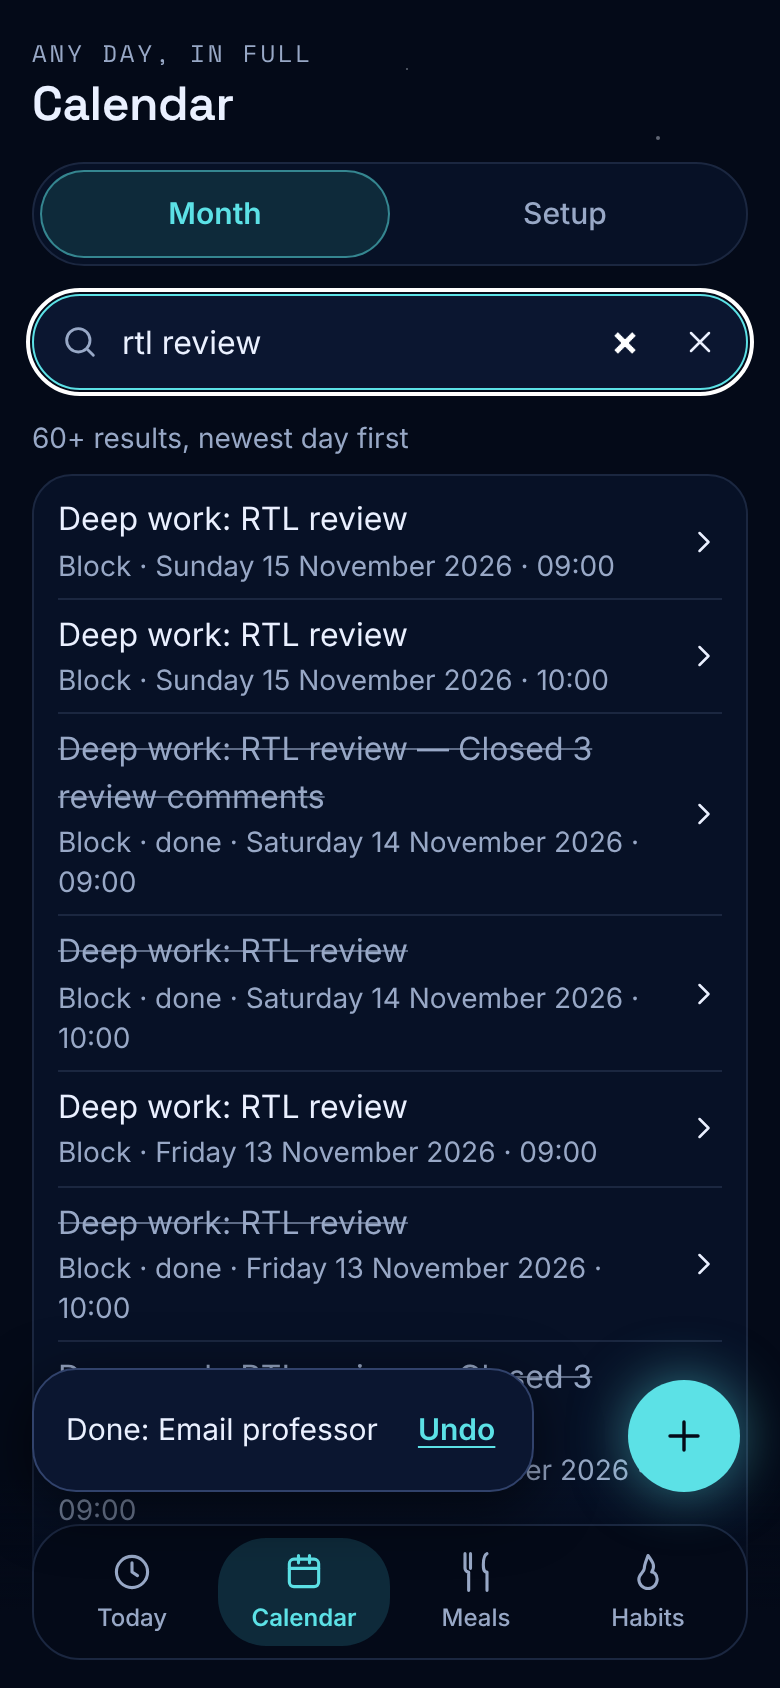 ANY DAY, IN FULL
Calendar
Month
Setup
rtl review
60+ results, newest day first
Deep work: RTL review
Block · Sunday 15 November 2026 · 09:00
Deep work: RTL review
Block · Sunday 15 November 2026 · 10:00
Deep work: RTL review — Closed 3
review comments
Block · done · Saturday 14 November 2026 ·
09:00
Deep work: RTL review
Block · done · Saturday 14 November 2026 ·
10:00
Deep work: RTL review
Block · Friday 13 November 2026 · 09:00
Deep work: RTL review
Block · done · Friday 13 November 2026 ·
10:00
3
Done: Email professor
Undo
2026
09:00
Today
Calendar
Meals
Habits